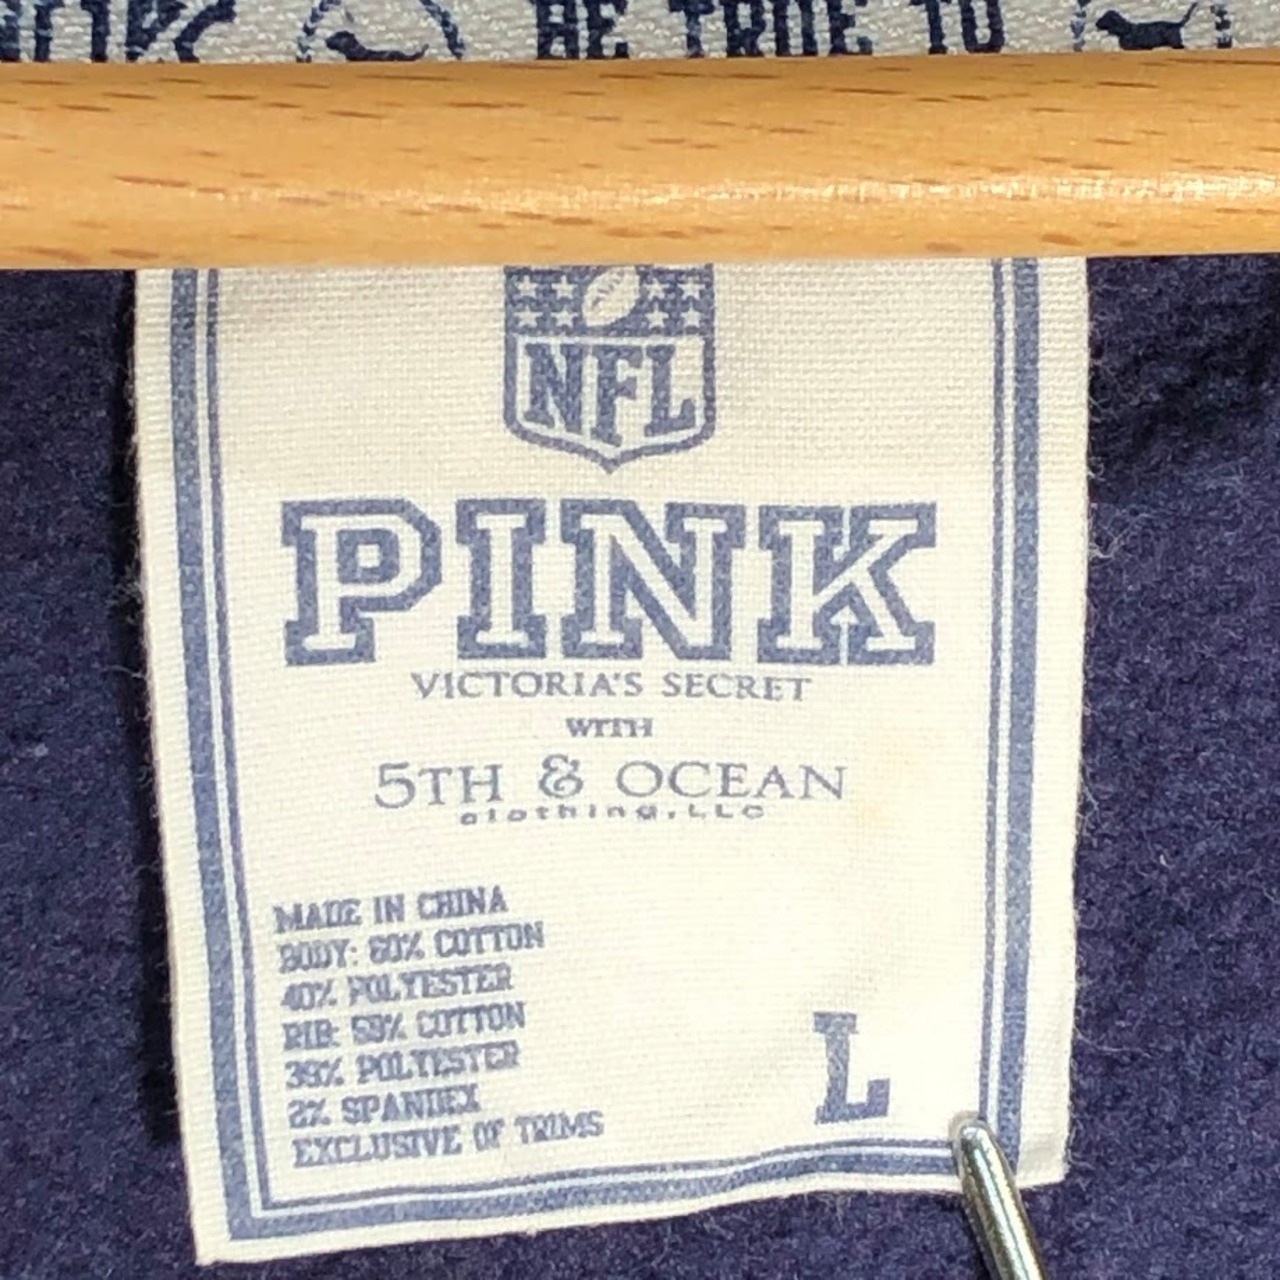 BE TRUE TO
NFL
PINK
VICTORIA'S SECRET
WITH
5TH & OCEAN
clothing, LLC
MADE IN CHINA
BODY: 60% COTTON
40% POLYESTER
RIB: 59% COTTON
39% POLYESTER
2% SPANDEX
EXCLUSIVE OF TRIMS
L